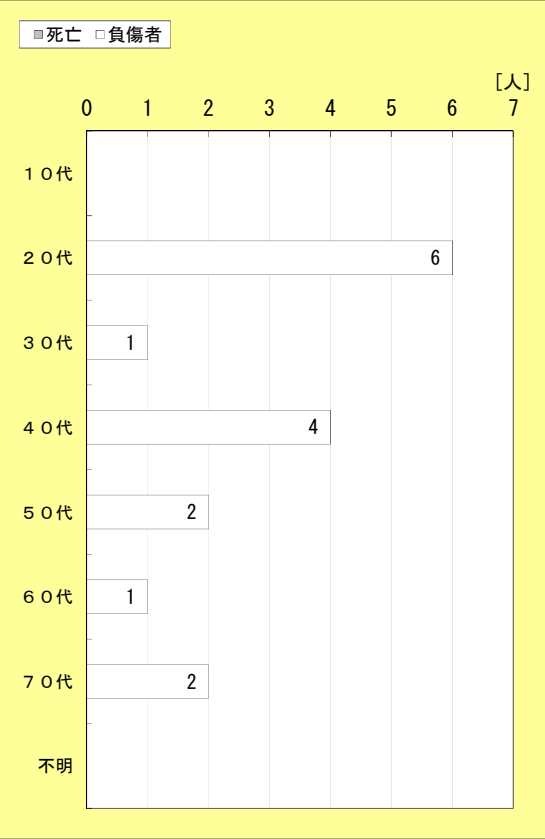 ■死亡 □負傷者
[人]
0 1 2 3 4 5 6 7
１０代
２０代 6
３０代 1
４０代 4
５０代 2
６０代 1
７０代 2
不明